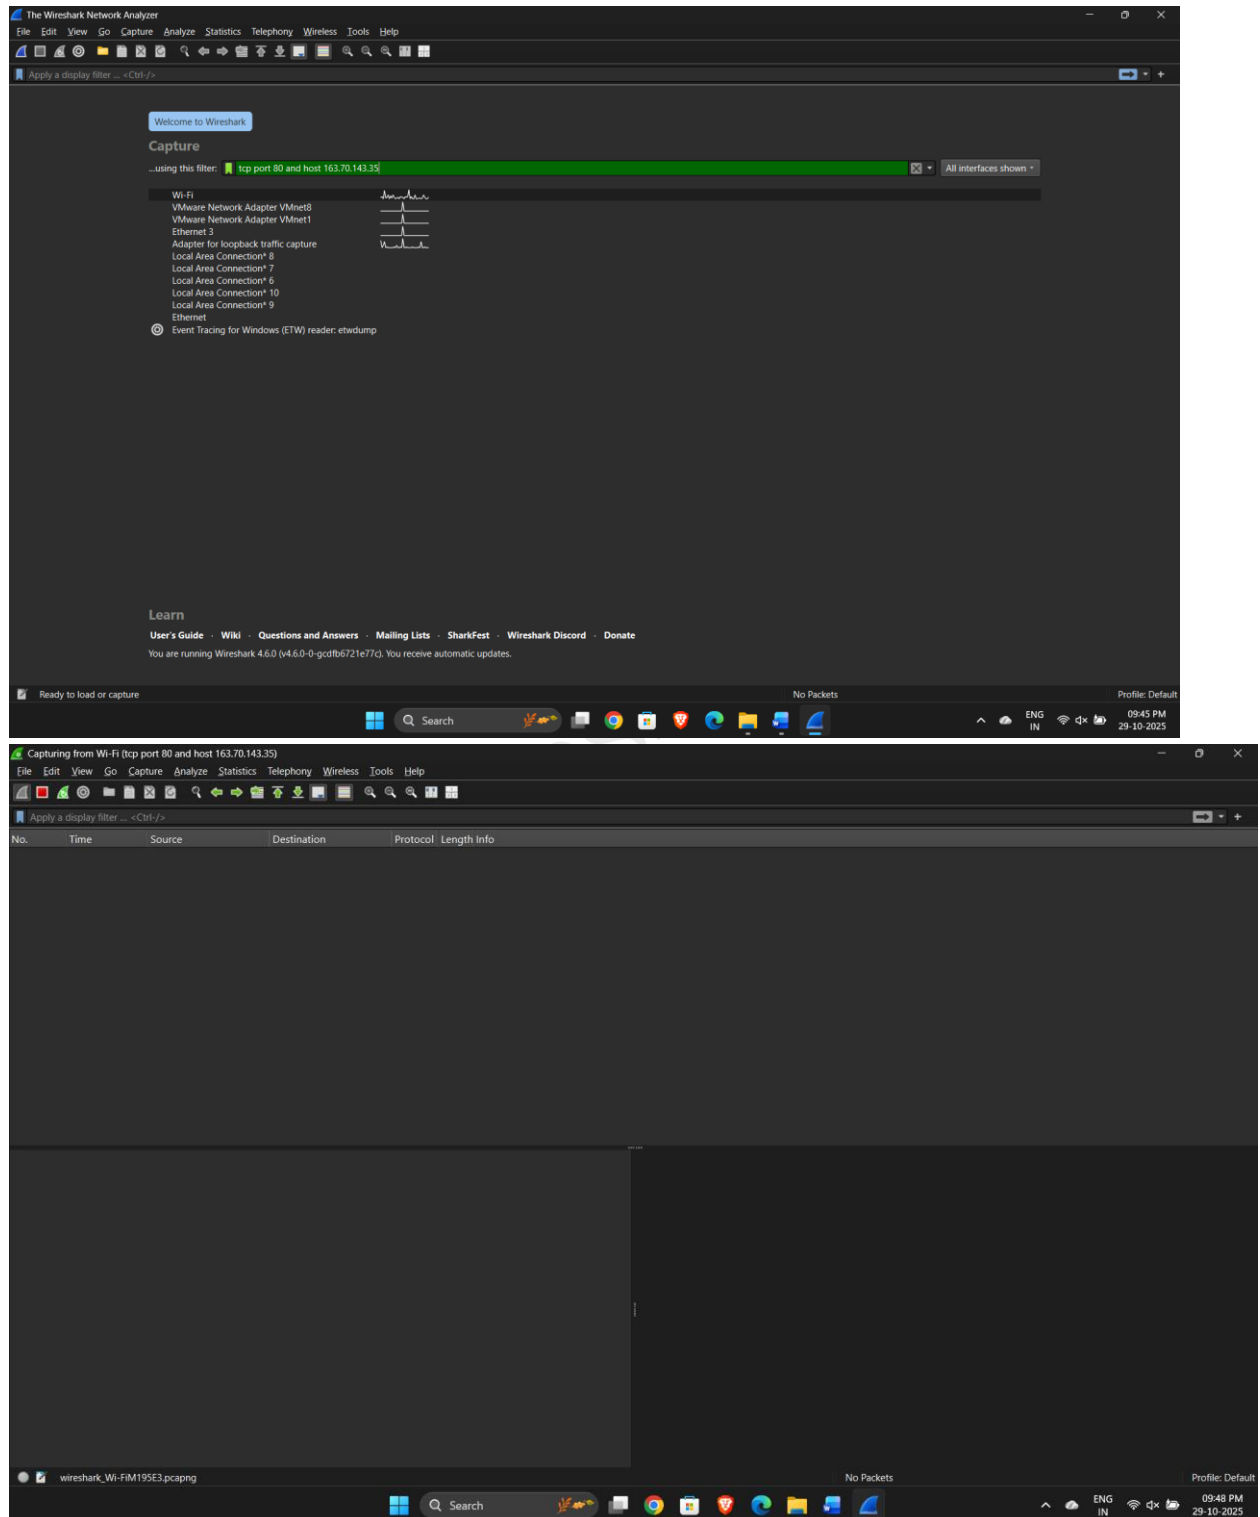 The Wireshark Network Analyzer
File Edit View Go Capture Analyze Statistics Telephony Wireless Tools Help
Apply a display filter ... <Ctrl-/>
Welcome to Wireshark
Capture
...using this filter: tcp port 80 and host 163.70.143.35 All interfaces shown
Wi-Fi
VMware Network Adapter VMnet8
VMware Network Adapter VMnet1
Ethernet 3
Adapter for loopback traffic capture
Local Area Connection* 8
Local Area Connection* 7
Local Area Connection* 6
Local Area Connection* 10
Local Area Connection* 9
Ethernet
Event Tracing for Windows (ETW) reader: etwdump
Learn
User's Guide · Wiki · Questions and Answers · Mailing Lists · SharkFest · Wireshark Discord · Donate
You are running Wireshark 4.6.0 (v4.6.0-0-gcdfb6721e77c). You receive automatic updates.
Ready to load or capture No Packets Profile: Default
Search ENG IN 09:45 PM 29-10-2025
Capturing from Wi-Fi (tcp port 80 and host 163.70.143.35)
File Edit View Go Capture Analyze Statistics Telephony Wireless Tools Help
Apply a display filter ... <Ctrl-/>
No. Time Source Destination Protocol Length Info
wireshark_Wi-FiM195E3.pcapng No Packets Profile: Default
Search ENG IN 09:48 PM 29-10-2025